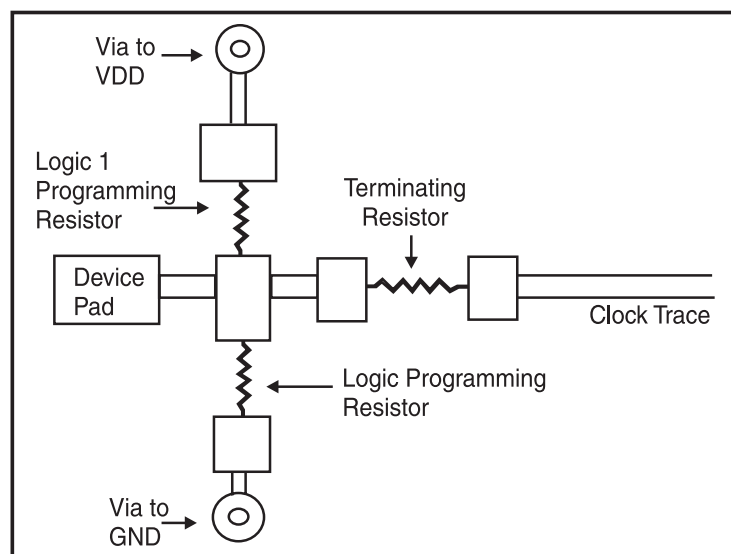 Via to
VDD
Logic 1
Programming
Resistor
Terminating
Resistor
Device
Pad
Clock Trace
Logic Programming
Resistor
Via to
GND